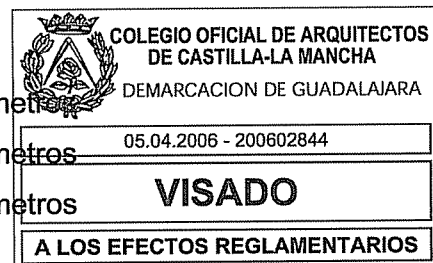 COLEGIO OFICIAL DE ARQUITECTOS
DE CASTILLA-LA MANCHA
DEMARCACION DE GUADALAJARA
05.04.2006 - 200602844
VISADO
A LOS EFECTOS REGLAMENTARIOS